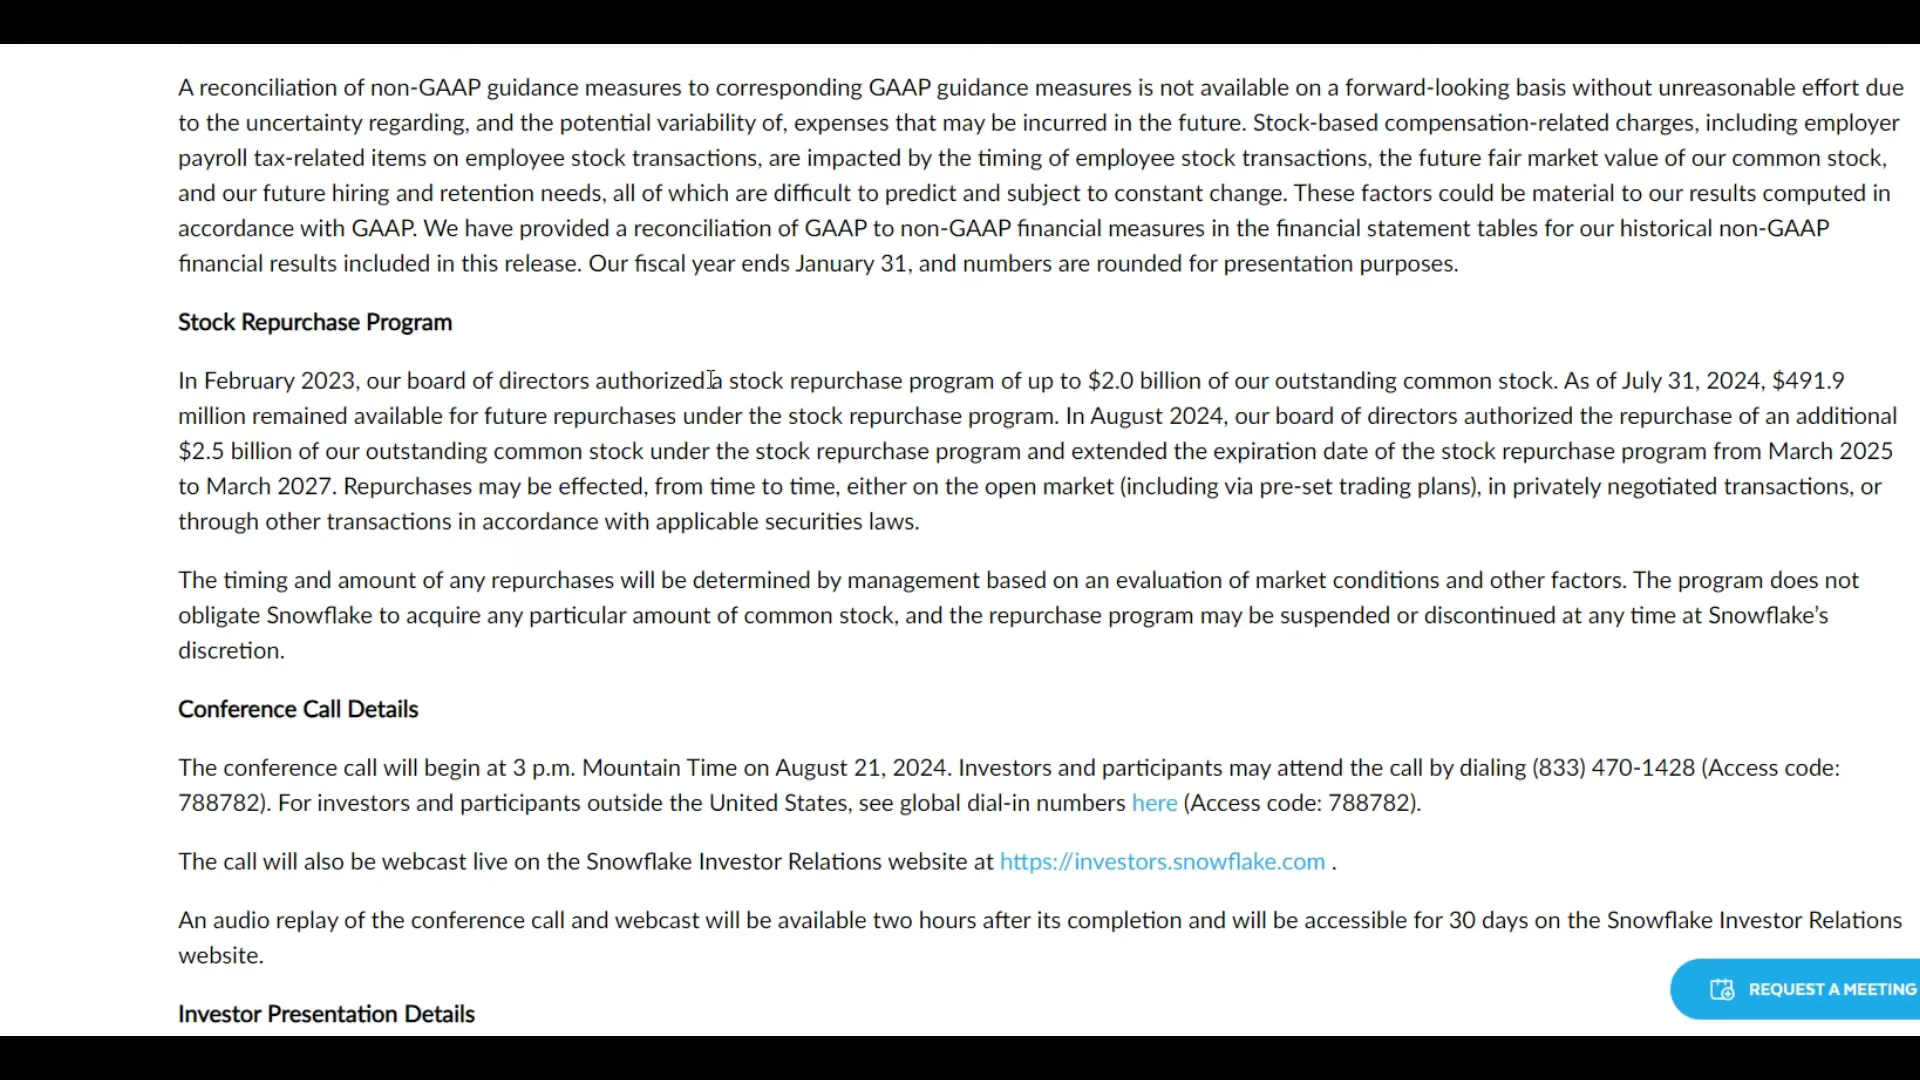 A reconciliation of non-GAAP guidance measures to corresponding GAAP guidance measures is not available on a forward-looking basis without unreasonable effort due
to the uncertainty regarding, and the potential variability of, expenses that may be incurred in the future. Stock-based compensation-related charges, including employer
payroll tax-related items on employee stock transactions, are impacted by the timing of employee stock transactions, the future fair market value of our common stock,
and our future hiring and retention needs, all of which are difficult to predict and subject to constant change. These factors could be material to our results computed in
accordance with GAAP. We have provided a reconciliation of GAAP to non-GAAP financial measures in the financial statement tables for our historical non-GAAP
financial results included in this release. Our fiscal year ends January 31, and numbers are rounded for presentation purposes.
Stock Repurchase Program
In February 2023, our board of directors authorized a stock repurchase program of up to $2.0 billion of our outstanding common stock. As of July 31, 2024, $491.9
million remained available for future repurchases under the stock repurchase program. In August 2024, our board of directors authorized the repurchase of an additional
$2.5 billion of our outstanding common stock under the stock repurchase program and extended the expiration date of the stock repurchase program from March 2025
to March 2027. Repurchases may be effected, from time to time, either on the open market (including via pre-set trading plans), in privately negotiated transactions, or
through other transactions in accordance with applicable securities laws.
The timing and amount of any repurchases will be determined by management based on an evaluation of market conditions and other factors. The program does not
obligate Snowflake to acquire any particular amount of common stock, and the repurchase program may be suspended or discontinued at any time at Snowflake’s
discretion.
Conference Call Details
The conference call will begin at 3 p.m. Mountain Time on August 21, 2024. Investors and participants may attend the call by dialing (833) 470-1428 (Access code:
788782). For investors and participants outside the United States, see global dial-in numbers here (Access code: 788782).
The call will also be webcast live on the Snowflake Investor Relations website at https://investors.snowflake.com .
An audio replay of the conference call and webcast will be available two hours after its completion and will be accessible for 30 days on the Snowflake Investor Relations
website.
REQUEST A MEETING
Investor Presentation Details